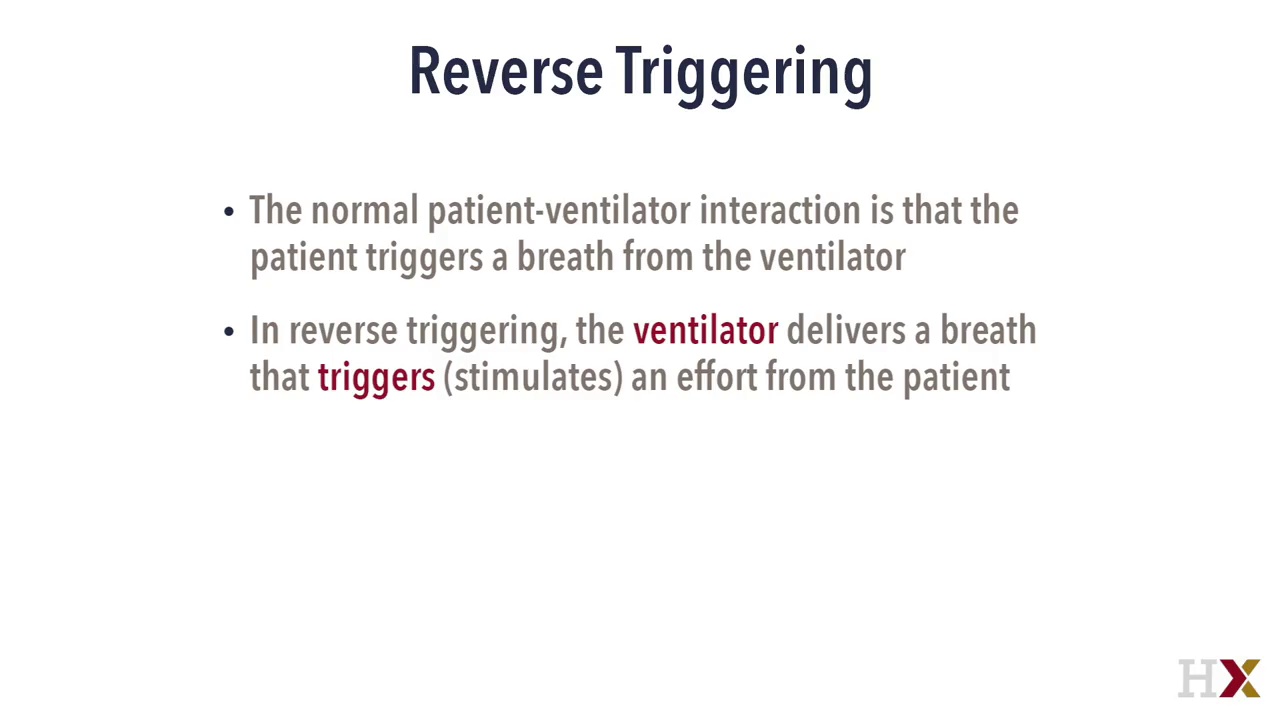 Reverse Triggering
• The normal patient-ventilator interaction is that the
patient triggers a breath from the ventilator
• In reverse triggering, the ventilator delivers a breath
that triggers (stimulates) an effort from the patient
HX